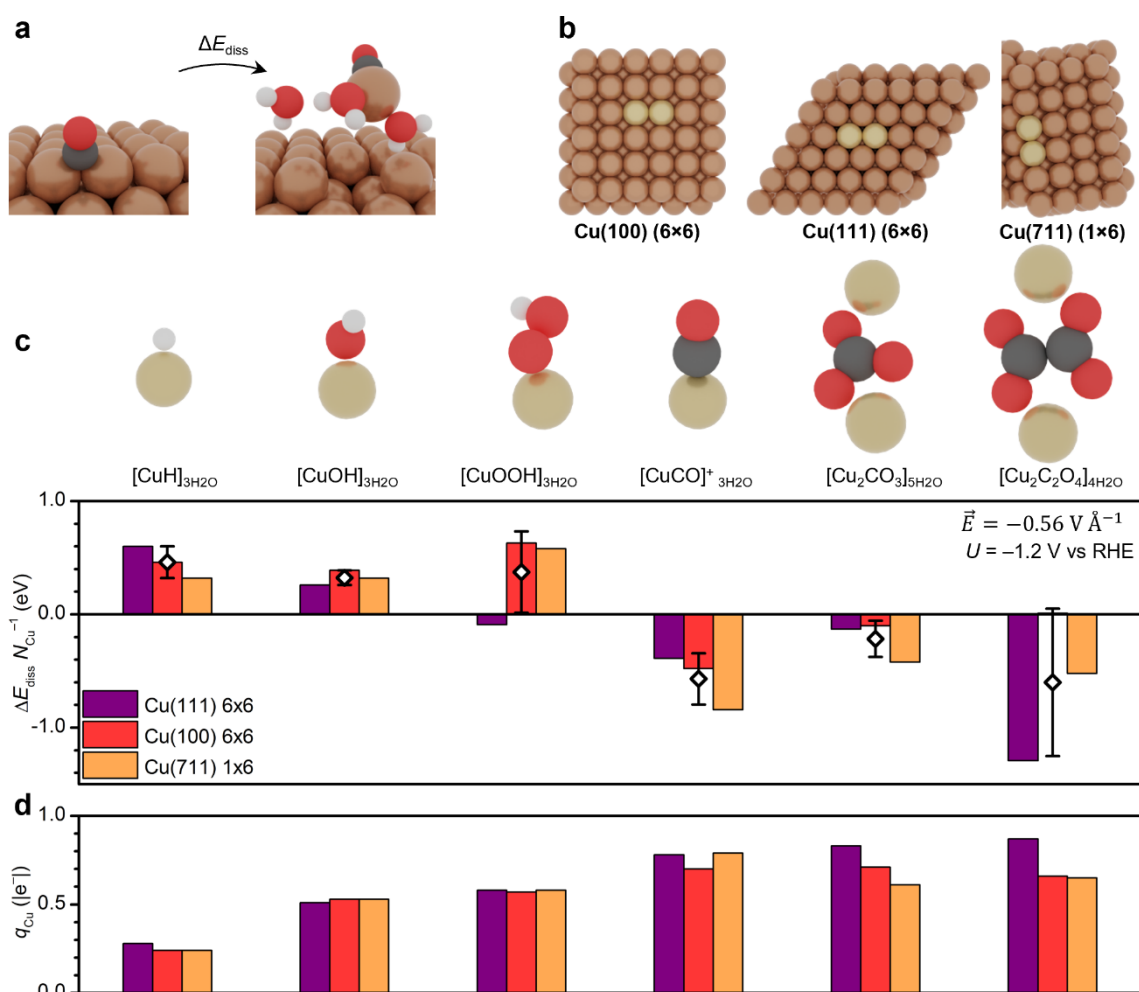 a
ΔE_diss
b
Cu(100) (6×6)
Cu(111) (6×6)
Cu(711) (1×6)
c
[CuH]3H2O
[CuOH]3H2O
[CuOOH]3H2O
[CuCO]⁺ 3H2O
[Cu2CO3]5H2O
[Cu2C2O4]4H2O
1.0
0.0
-1.0
ΔE_diss N_Cu⁻¹ (eV)
E⃗ = −0.56 V Å⁻¹
U = –1.2 V vs RHE
Cu(111) 6x6
Cu(100) 6x6
Cu(711) 1x6
d
1.0
0.5
0.0
q_Cu (|e⁻|)